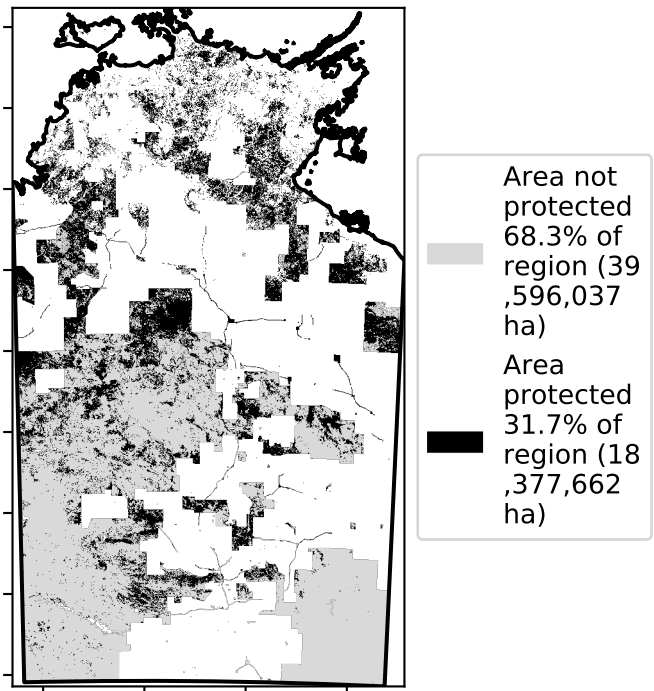 Area not
protected
68.3% of
region (39
,596,037
ha)
Area
protected
31.7% of
region (18
,377,662
ha)